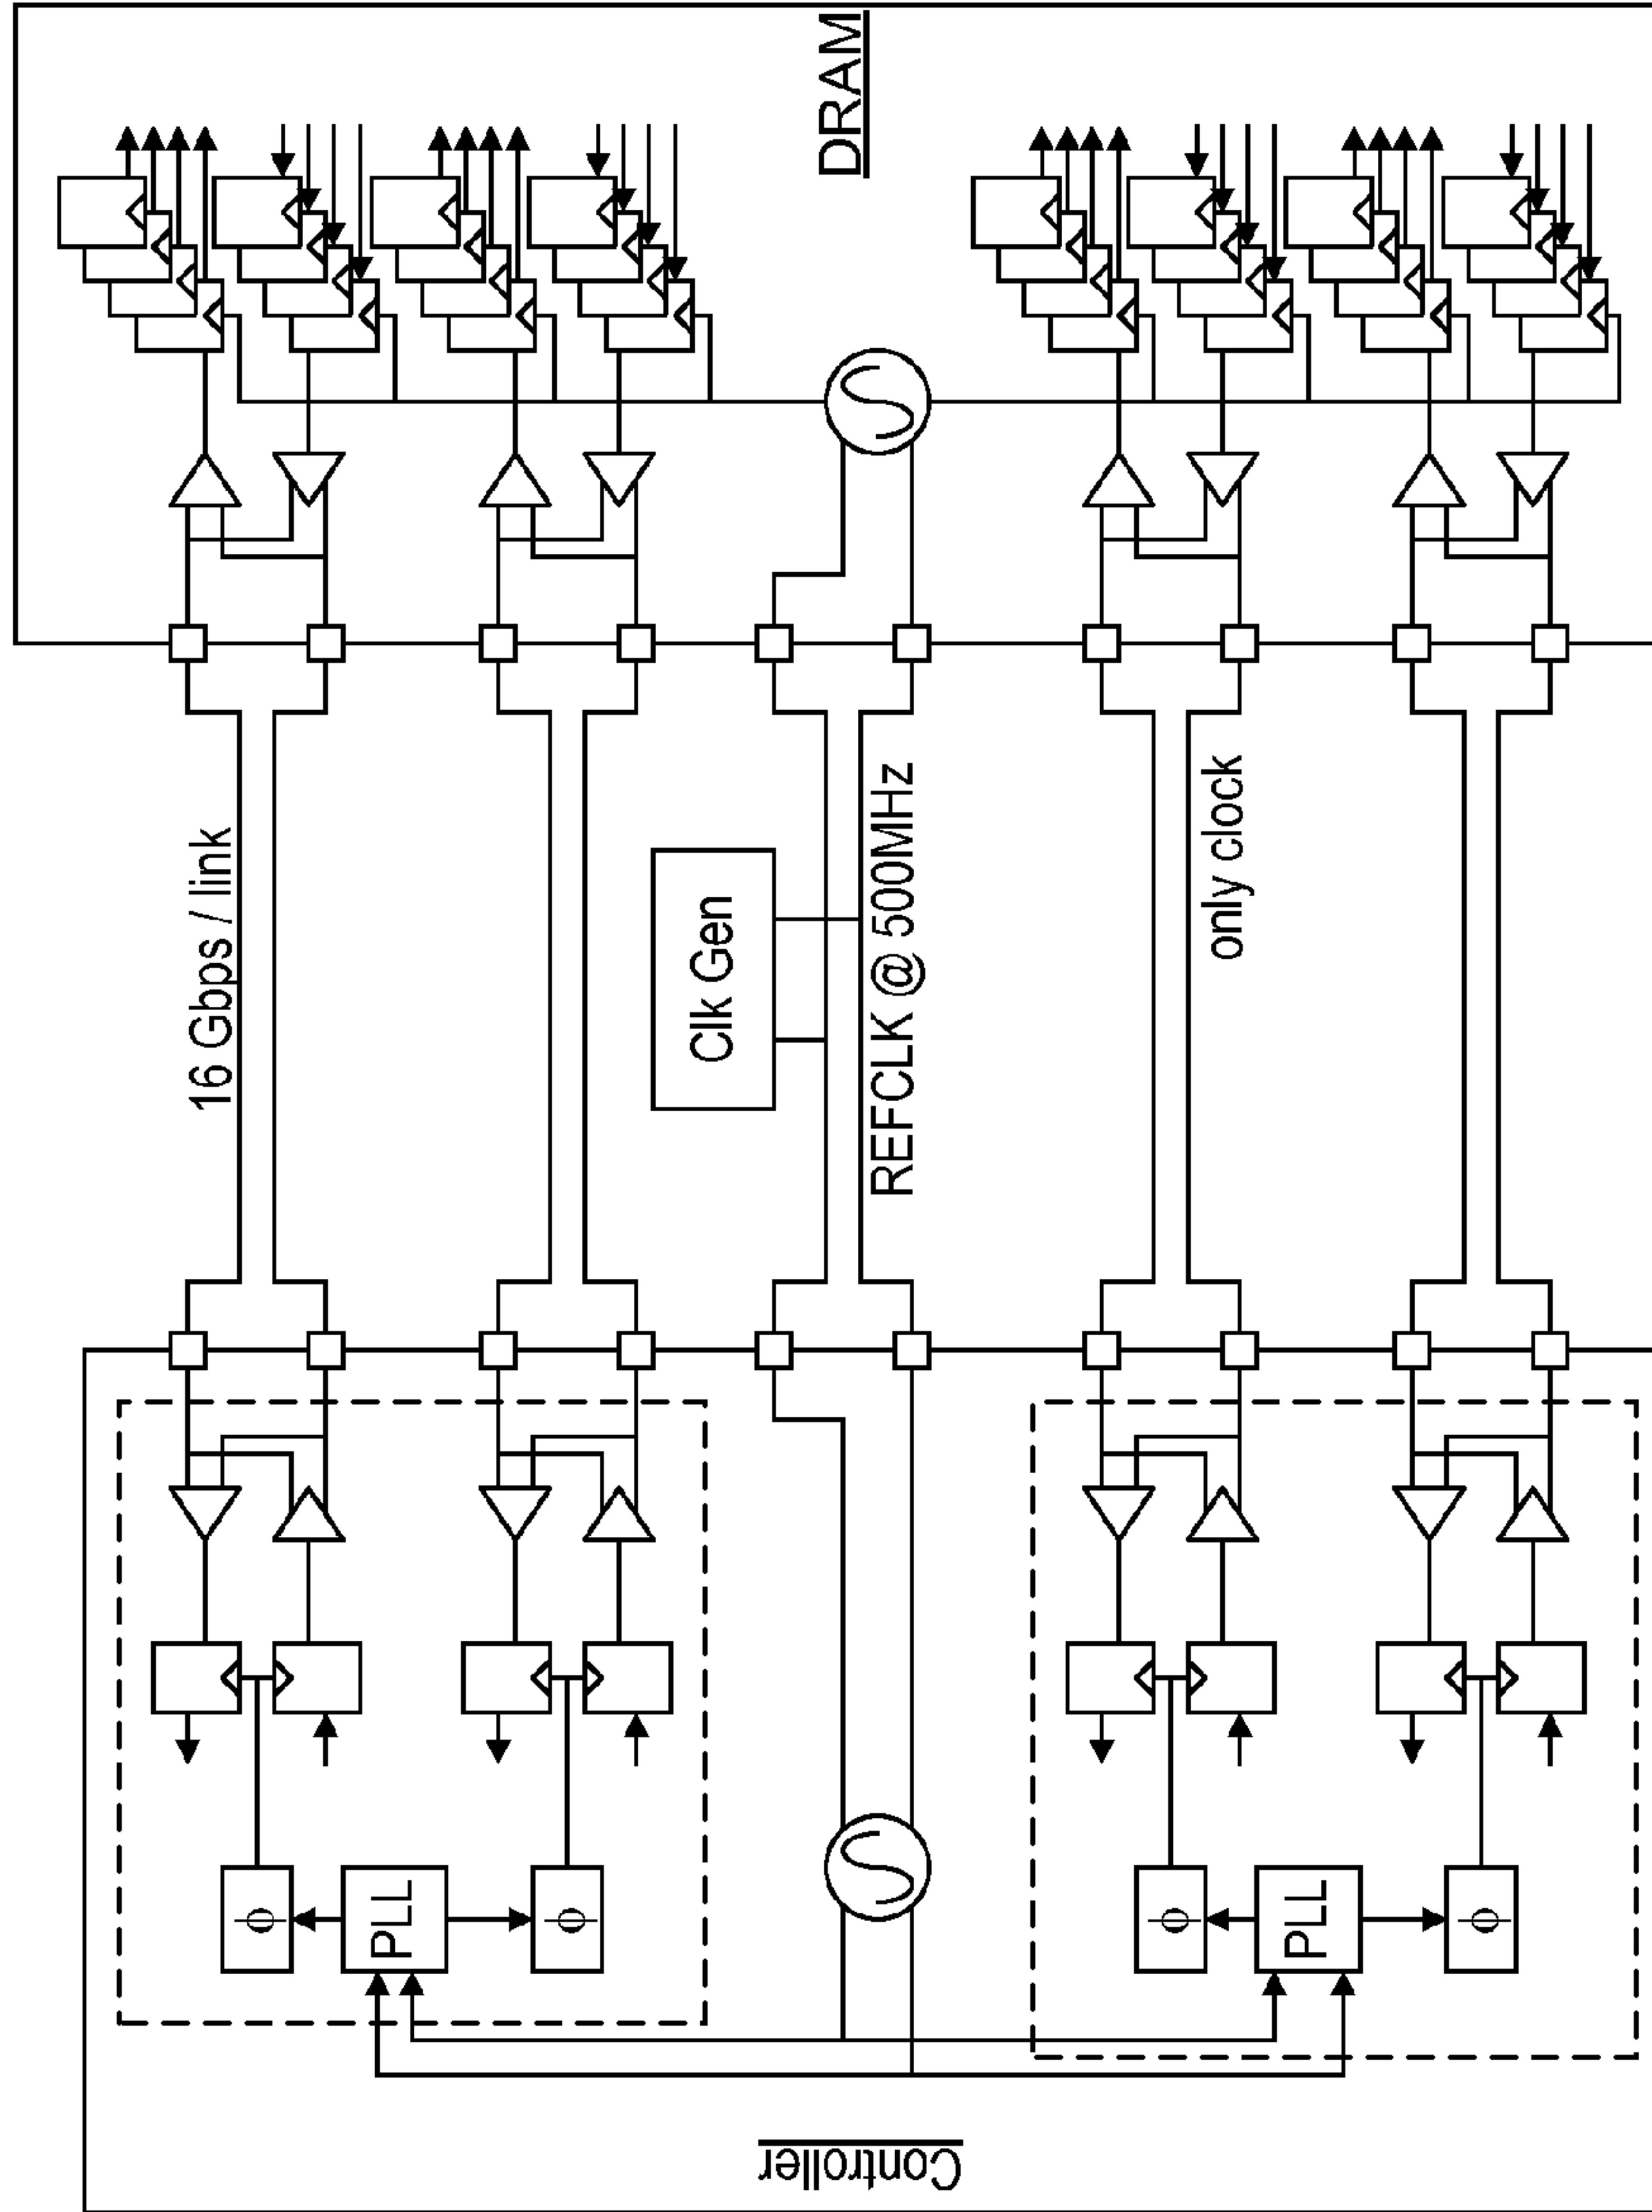 DRAM
16 Gbps / link
Clk Gen
REFCLK @ 500MHz
only clock
ϕ
PLL
ϕ
ϕ
PLL
ϕ
Controller